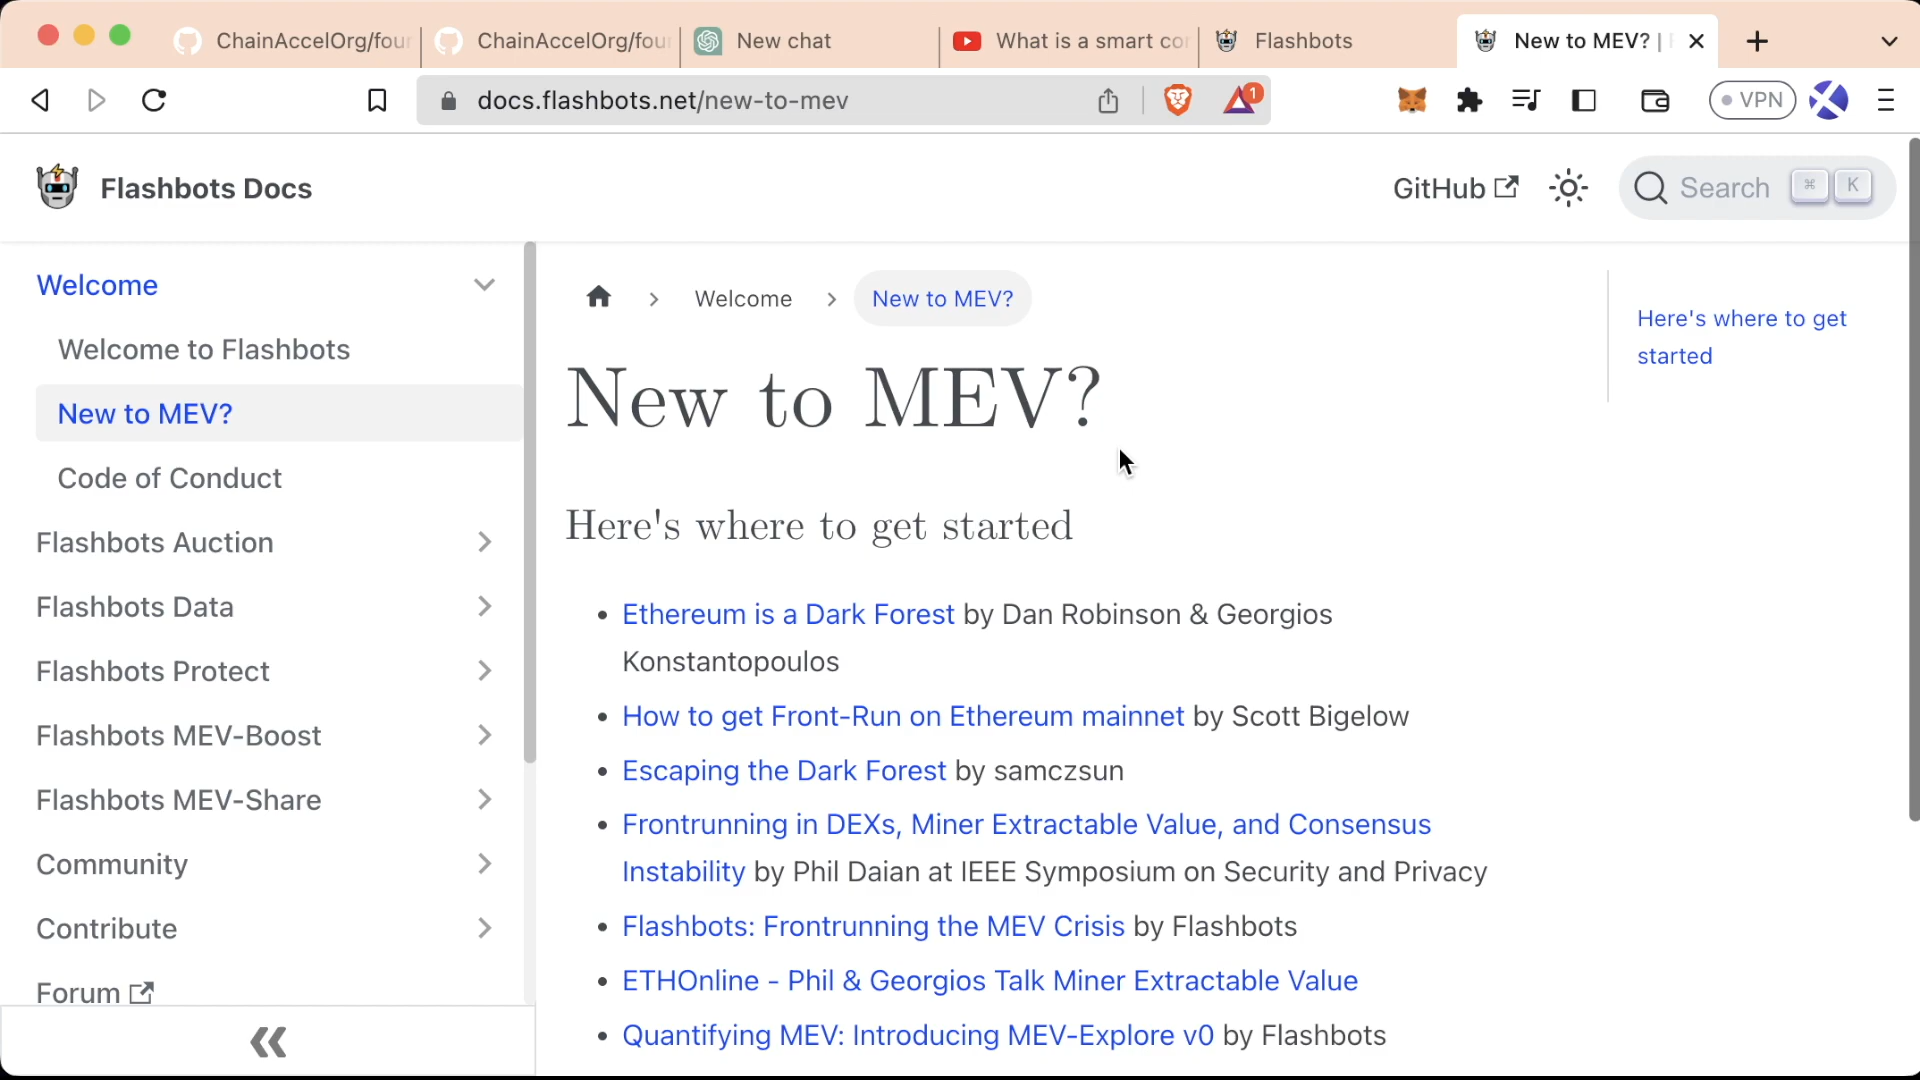 ChainAccelOrg/four
ChainAccelOrg/four
New chat
What is a smart cor
Flashbots
New to MEV? |
docs.flashbots.net/new-to-mev
1
VPN
Flashbots Docs
GitHub
Search
⌘
K
Welcome
Welcome to Flashbots
New to MEV?
Code of Conduct
Flashbots Auction
Flashbots Data
Flashbots Protect
Flashbots MEV-Boost
Flashbots MEV-Share
Community
Contribute
Forum
Welcome
New to MEV?
New to MEV?
Here's where to get started
Ethereum is a Dark Forest by Dan Robinson & Georgios
Konstantopoulos
How to get Front-Run on Ethereum mainnet by Scott Bigelow
Escaping the Dark Forest by samczsun
Frontrunning in DEXs, Miner Extractable Value, and Consensus
Instability by Phil Daian at IEEE Symposium on Security and Privacy
Flashbots: Frontrunning the MEV Crisis by Flashbots
ETHOnline - Phil & Georgios Talk Miner Extractable Value
Quantifying MEV: Introducing MEV-Explore v0 by Flashbots
Here's where to get
started